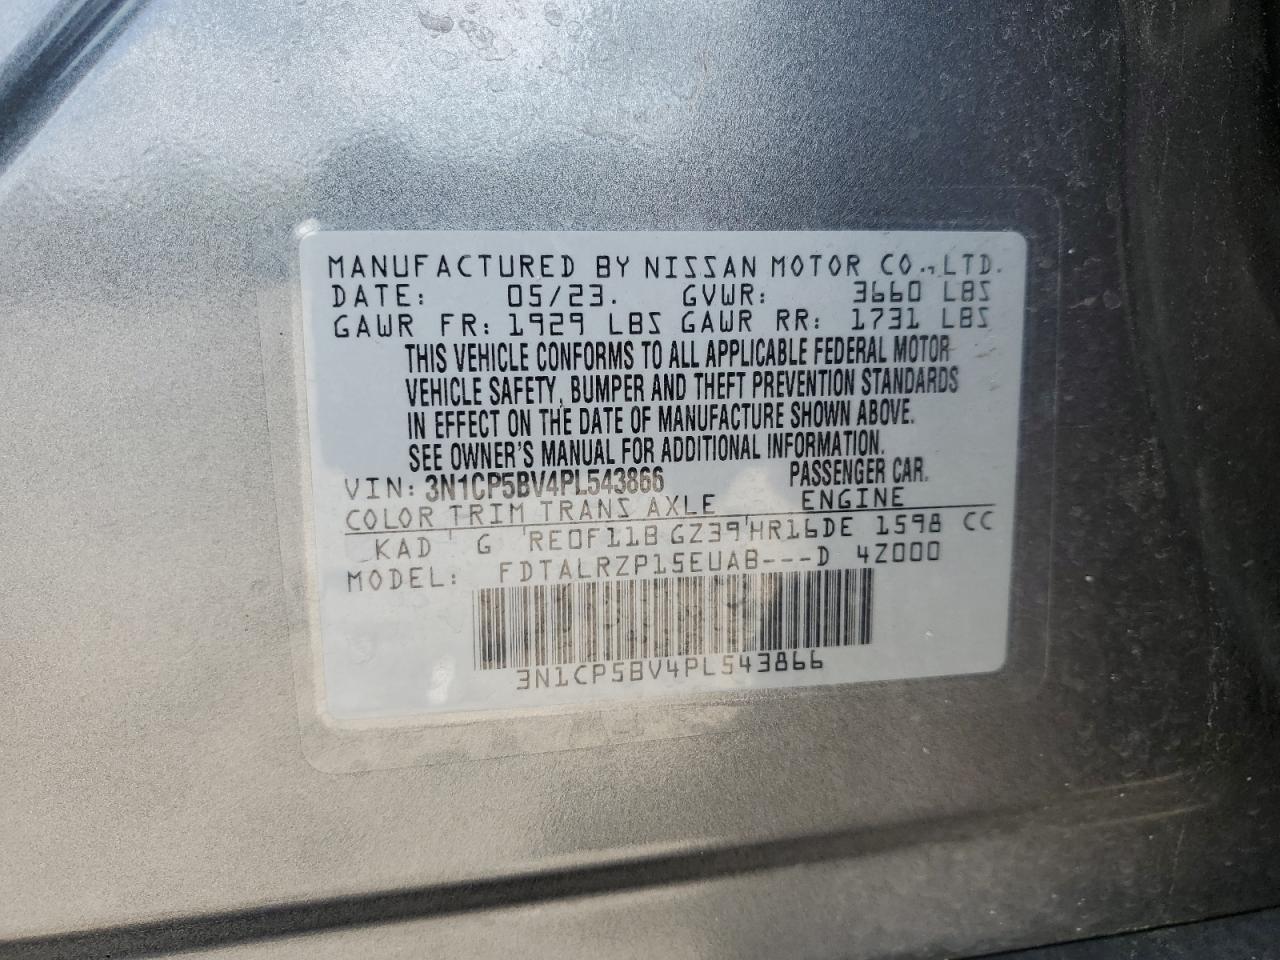 MANUFACTURED BY NISSAN MOTOR CO., LTD.
DATE: 05/23. GVWR: 3660 LBS
GAWR FR: 1929 LBS GAWR RR: 1731 LBS
THIS VEHICLE CONFORMS TO ALL APPLICABLE FEDERAL MOTOR
VEHICLE SAFETY, BUMPER AND THEFT PREVENTION STANDARDS
IN EFFECT ON THE DATE OF MANUFACTURE SHOWN ABOVE.
SEE OWNER'S MANUAL FOR ADDITIONAL INFORMATION.
VIN: 3N1CP5BV4PL543866 PASSENGER CAR.
COLOR TRIM TRANS AXLE ENGINE
KAD ' G ' RE0F11B GZ39'HR16DE 1598 CC
MODEL: FDTALRZP15EUAB---D 4Z000
3N1CP5BV4PL543866